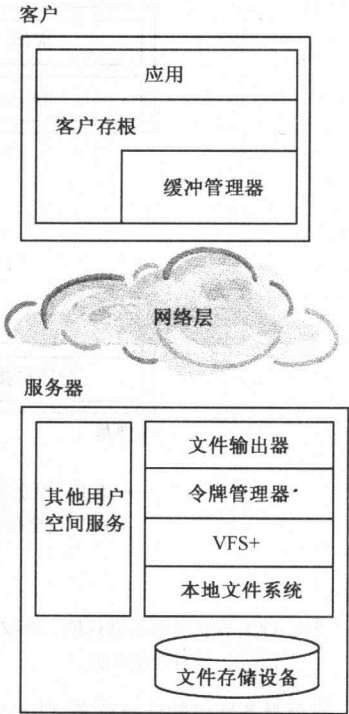 客户
应用
客户存根
缓冲管理器
网络层
服务器
其他用户
空间服务
文件输出器
令牌管理器
VFS+
本地文件系统
文件存储设备